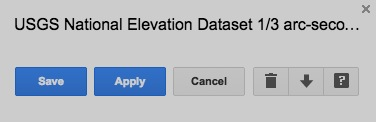 USGS National Elevation Dataset 1/3 arc-seco...
Save Apply Cancel ?